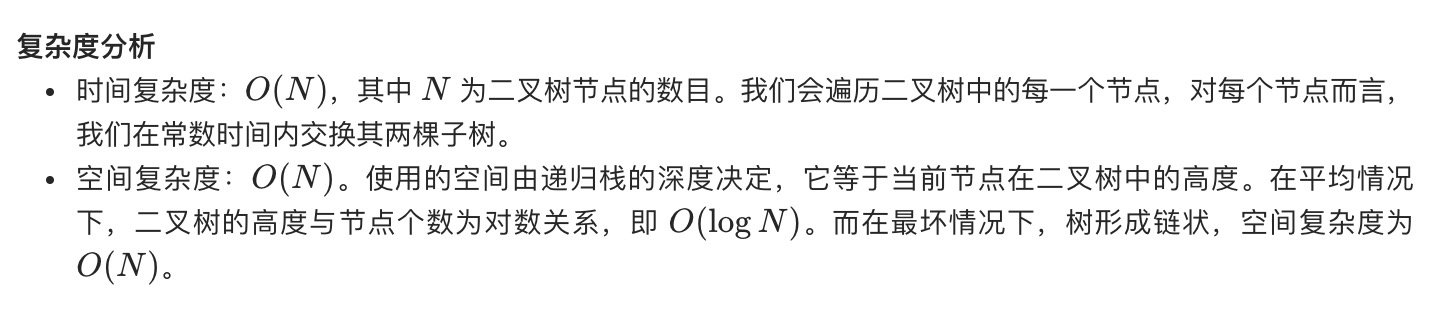 复杂度分析
• 时间复杂度：O(N)，其中 N 为二叉树节点的数目。我们会遍历二叉树中的每一个节点，对每个节点而言，
我们在常数时间内交换其两棵子树。
• 空间复杂度：O(N)。使用的空间由递归栈的深度决定，它等于当前节点在二叉树中的高度。在平均情况
下，二叉树的高度与节点个数为对数关系，即 O(log N)。而在最坏情况下，树形成链状，空间复杂度为
O(N)。